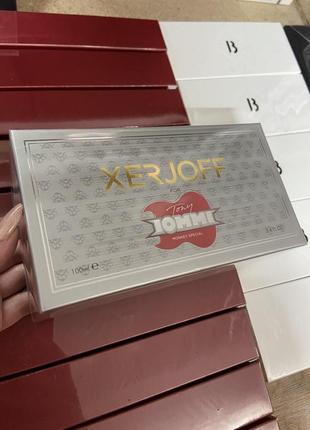 B
B
XERJOFF
FOR
Tony
IOMMI
MONKEY SPECIAL
100ml ℮
3.4 fl.oz